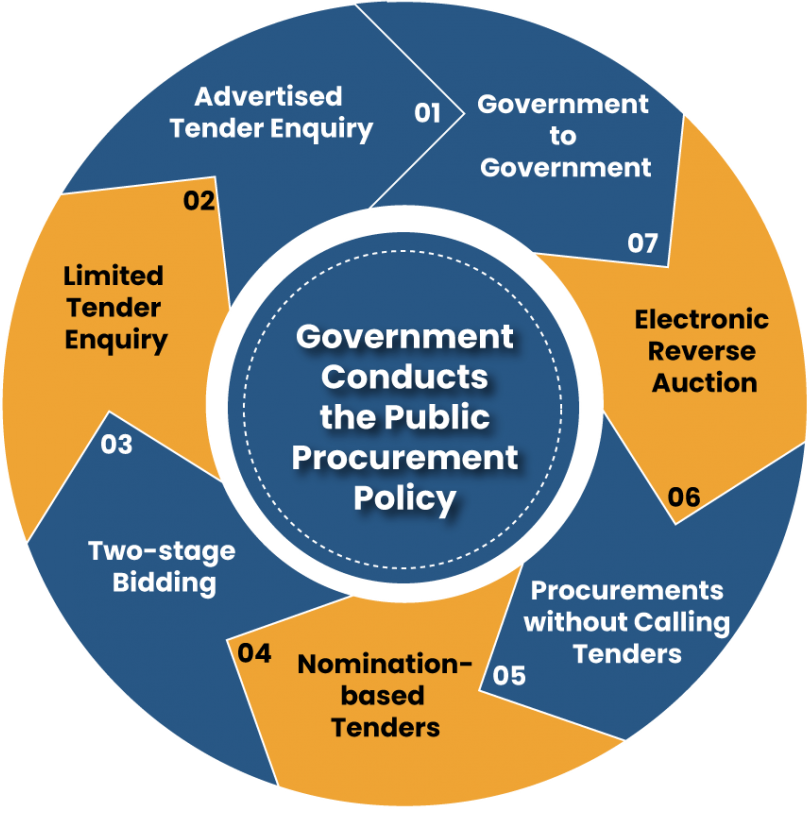 Government
Conducts
the Public
Procurement
Policy
01
Advertised
Tender Enquiry
02
Limited
Tender
Enquiry
03
Two-stage
Bidding
04
Nomination-
based
Tenders
05
Procurements
without Calling
Tenders
06
Electronic
Reverse
Auction
07
Government
to
Government